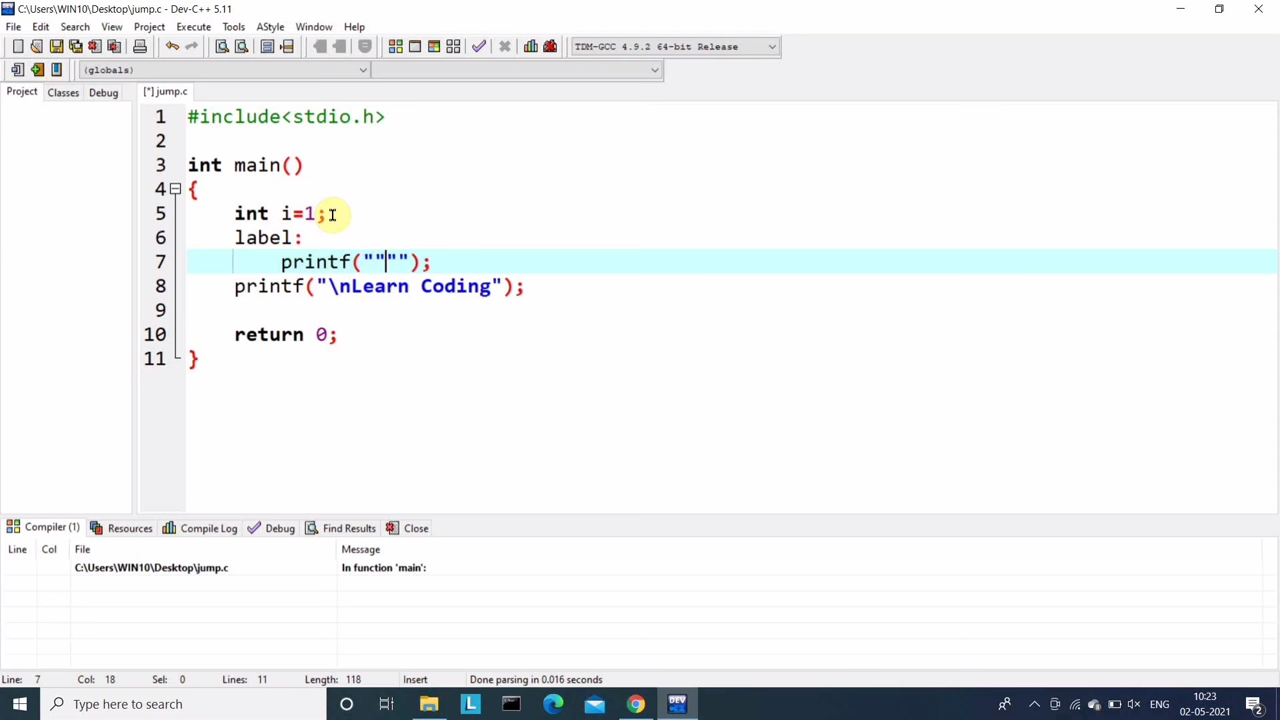 C:\Users\WIN10\Desktop\jump.c - Dev-C++ 5.11
File Edit Search View Project Execute Tools AStyle Window Help
TDM-GCC 4.9.2 64-bit Release
(globals)
Project Classes Debug [*] jump.c
1 #include<stdio.h>
2
3 int main()
4 {
5 int i=1;
6 label:
7 printf("""");
8 printf("\nLearn Coding");
9
10 return 0;
11 }
Compiler (1) Resources Compile Log Debug Find Results Close
Line Col File Message
C:\Users\WIN10\Desktop\jump.c In function 'main':
Line: 7 Col: 18 Sel: 0 Lines: 11 Length: 118 Insert Done parsing in 0.016 seconds
Type here to search
L
DEV
ENG
10:23
02-05-2021
2